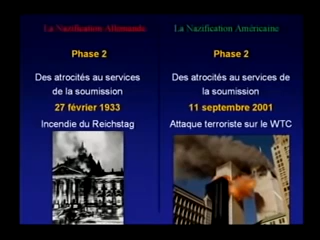 La Nazification Allemande
Phase 2
Des atrocités au services
de la soumission
27 février 1933
Incendie du Reichstag
La Nazification Américaine
Phase 2
Des atrocités au services de
la soumission
11 septembre 2001
Attaque terroriste sur le WTC